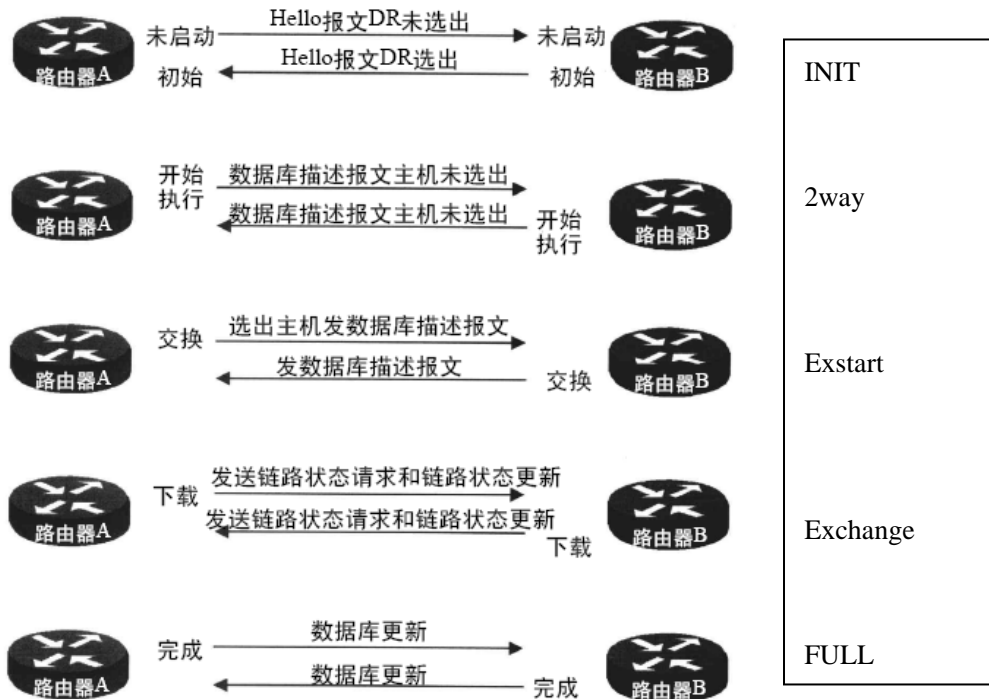 未启动 Hello报文DR未选出 未启动
初始 Hello报文DR选出 初始
路由器A 路由器B
INIT
开始执行 数据库描述报文主机未选出
数据库描述报文主机未选出 开始执行
路由器A 路由器B
2way
交换 选出主机发数据库描述报文
发数据库描述报文 交换
路由器A 路由器B
Exstart
下载 发送链路状态请求和链路状态更新
发送链路状态请求和链路状态更新 下载
路由器A 路由器B
Exchange
完成 数据库更新
数据库更新 完成
路由器A 路由器B
FULL